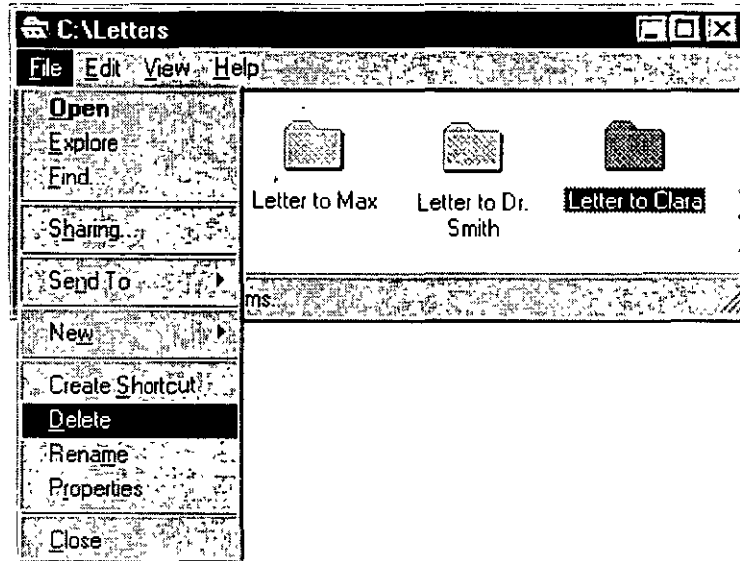 C:\Letters
File Edit View Help
Open
Explore
Find...
Sharing...
Send To
New
Create Shortcut
Delete
Rename
Properties
Close
Letter to Max
Letter to Dr.
Smith
Letter to Clara